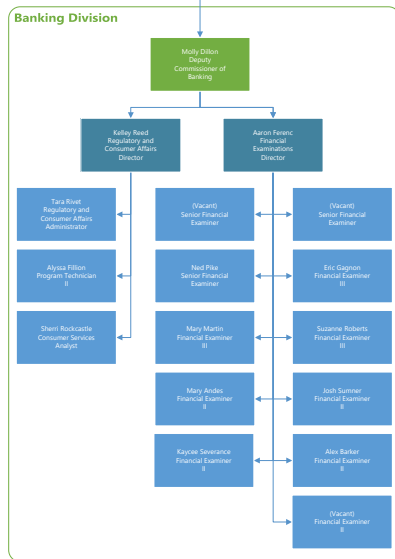 Banking Division
Molly Dillon
Deputy
Commissioner of
Banking
Kelley Reed
Regulatory and
Consumer Affairs
Director
Aaron Ferenc
Financial
Examinations
Director
Tara Rivet
Regulatory and
Consumer Affairs
Administrator
(Vacant)
Senior Financial
Examiner
(Vacant)
Senior Financial
Examiner
Alyssa Fillion
Program Technician
II
Ned Pike
Senior Financial
Examiner
Eric Gagnon
Financial Examiner
III
Sherri Rockcastle
Consumer Services
Analyst
Mary Martin
Financial Examiner
III
Suzanne Roberts
Financial Examiner
III
Mary Andes
Financial Examiner
II
Josh Sumner
Financial Examiner
II
Kaycee Severance
Financial Examiner
II
Alex Barker
Financial Examiner
II
(Vacant)
Financial Examiner
II